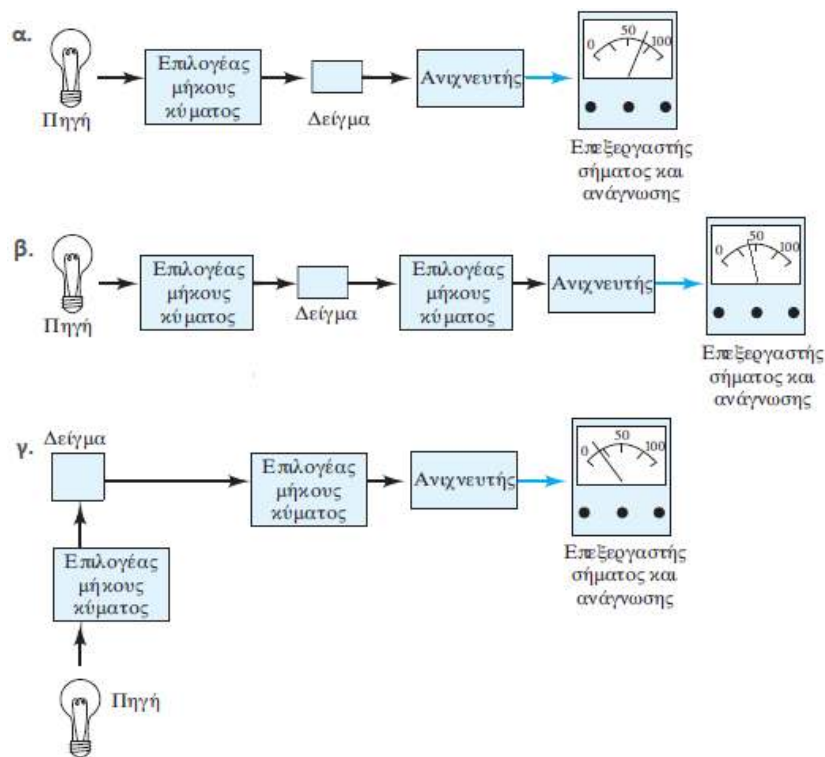 α.
0 50 100
Επιλογέας
μήκους
κύματος
Ανιχνευτής
Πηγή
Δείγμα
Επεξεργαστής
σήματος και
ανάγνωσης
β.
0 50 100
Επιλογέας
μήκους
κύματος
Επιλογέας
μήκους
κύματος
Ανιχνευτής
Πηγή
Δείγμα
Επεξεργαστής
σήματος και
ανάγνωσης
γ.
Δείγμα
0 50 100
Επιλογέας
μήκους
κύματος
Ανιχνευτής
Επεξεργαστής
σήματος και
ανάγνωσης
Επιλογέας
μήκους
κύματος
Πηγή